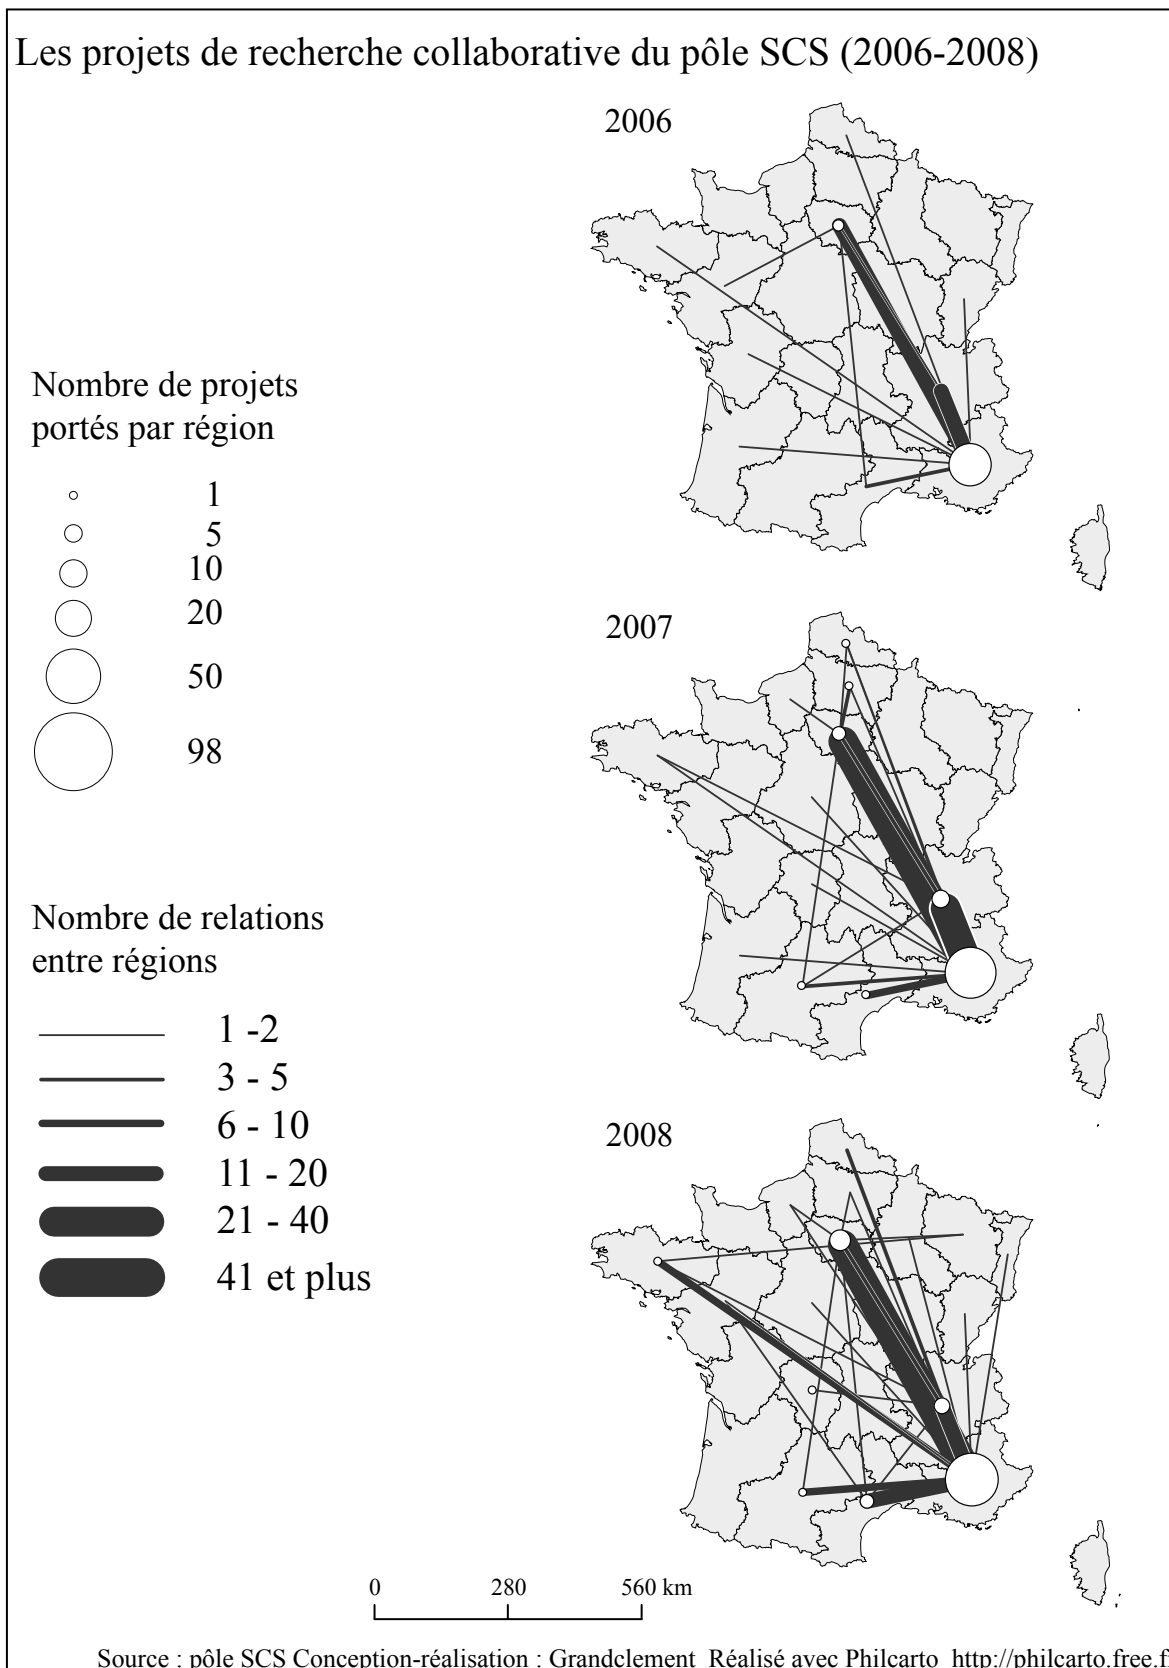 Les projets de recherche collaborative du pôle SCS (2006-2008)
2006
Nombre de projets
portés par région
1
5
10
20
50
98
2007
Nombre de relations
entre régions
1 -2
3 - 5
6 - 10
11 - 20
21 - 40
41 et plus
2008
0 280 560 km
Source : pôle SCS Conception-réalisation : Grandclement Réalisé avec Philcarto http://philcarto.free.f